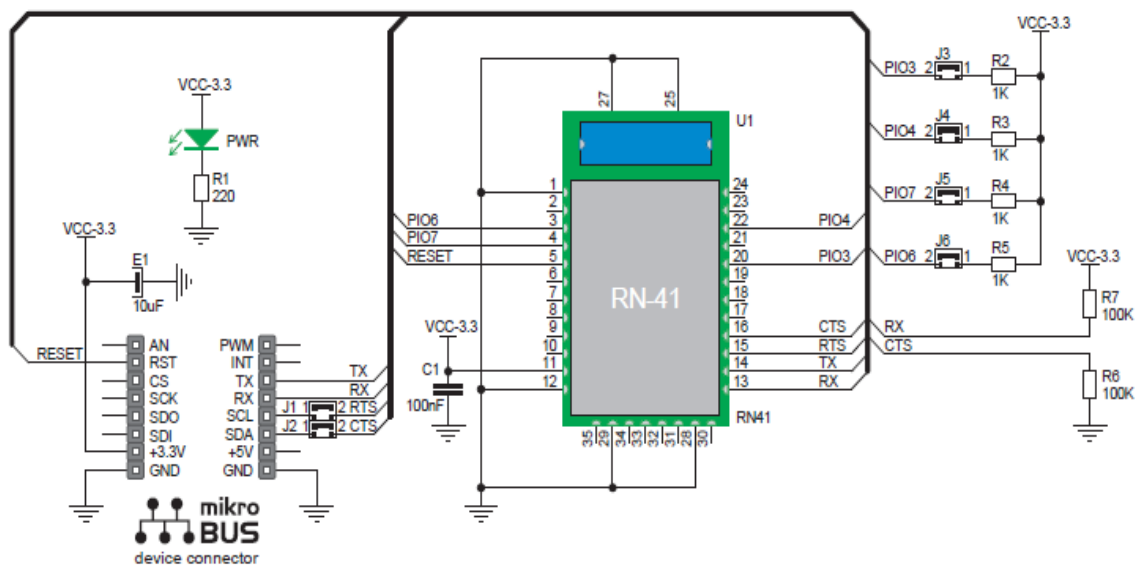 VCC-3.3
PWR
R1
220
VCC-3.3
E1
10uF
RESET
AN
RST
CS
SCK
SDO
SDI
+3.3V
GND
PWM
INT
TX
RX
SCL
SDA
+5V
GND
TX
RX
J1 1 2 RTS
J2 1 2 CTS
mikro
BUS
device connector
PIO6
PIO7
RESET
VCC-3.3
C1
100nF
27 25
U1
1
2
3
4
5
6
7
8
9
10
11
12
RN-41
24
23
22
21
20
19
18
17
16
15
14
13
RN41
35 29 34 33 32 31 28 30
PIO4
PIO3
CTS
RTS
TX
RX
VCC-3.3
PIO3 2 J3 1 R2
1K
PIO4 2 J4 1 R3
1K
PIO7 2 J5 1 R4
1K
PIO6 2 J6 1 R5
1K
RX
CTS
VCC-3.3
R7
100K
R6
100K